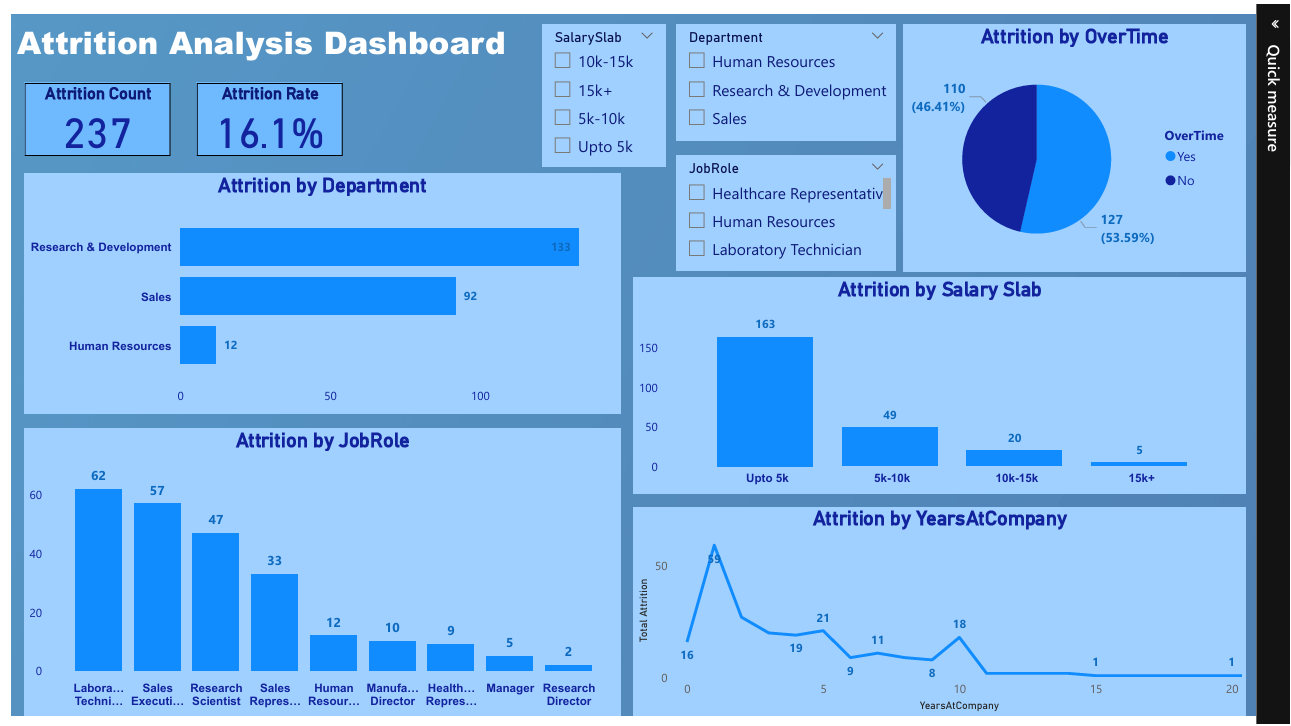 Attrition Analysis Dashboard
Attrition Count
237
Attrition Rate
16.1%
SalarySlab
10k-15k
15k+
5k-10k
Upto 5k
Department
Human Resources
Research & Development
Sales
JobRole
Healthcare Representativ
Human Resources
Laboratory Technician
Attrition by OverTime
110
(46.41%)
127
(53.59%)
OverTime
Yes
No
«
Quick measure
Attrition by Department
Research & Development
133
Sales
92
Human Resources
12
0 50 100
Attrition by Salary Slab
150
100
50
0
163
49
20
5
Upto 5k 5k-10k 10k-15k 15k+
Attrition by JobRole
60
40
20
0
62
57
47
33
12
10
9
5
2
Labora...
Techni...
Sales
Executi...
Research
Scientist
Sales
Repres...
Human
Resour...
Manufa...
Director
Health...
Repres...
Manager
Research
Director
Attrition by YearsAtCompany
Total Attrition
50
0
16
59
19
21
9
11
8
18
1
1
0 5 10 15 20
YearsAtCompany